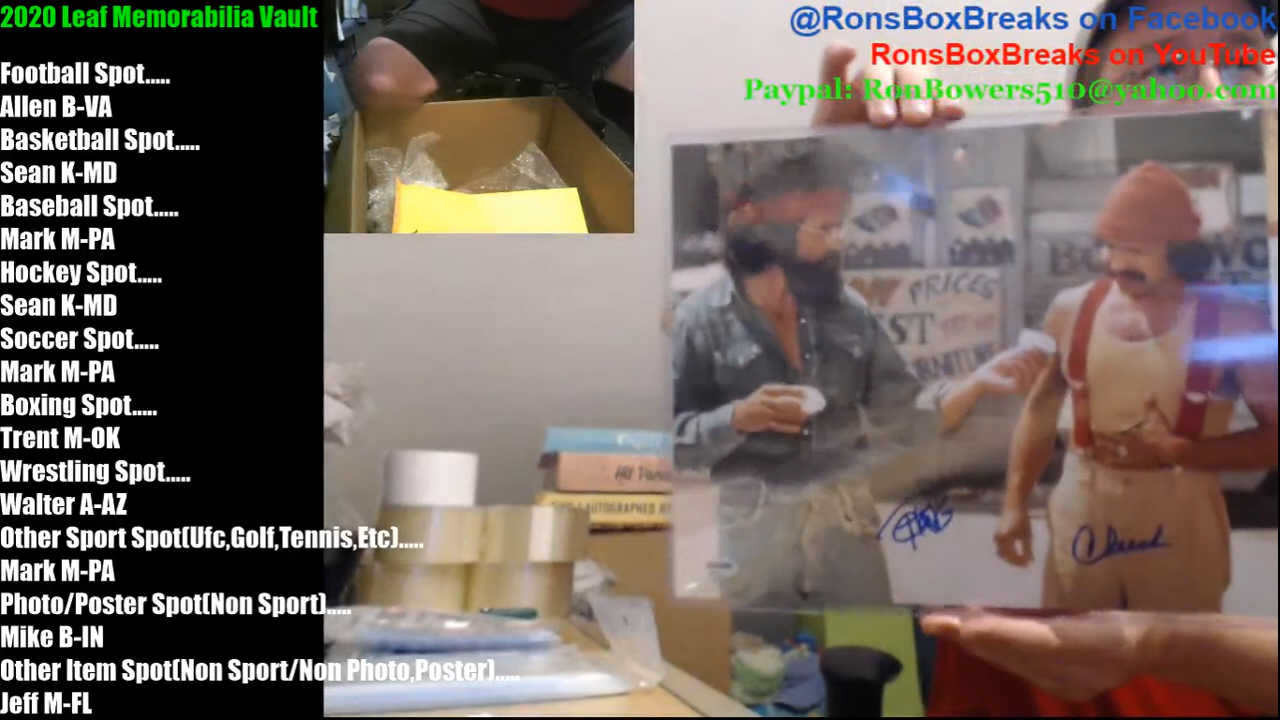 2020 Leaf Memorabilia Vault
Football Spot.....
Allen B-VA
Basketball Spot.....
Sean K-MD
Baseball Spot.....
Mark M-PA
Hockey Spot.....
Sean K-MD
Soccer Spot.....
Mark M-PA
Boxing Spot.....
Trent M-OK
Wrestling Spot.....
Walter A-AZ
Other Sport Spot(Ufc,Golf,Tennis,Etc).....
Mark M-PA
Photo/Poster Spot(Non Sport).....
Mike B-IN
Other Item Spot(Non Sport/Non Photo,Poster).....
Jeff M-FL
@RonsBoxBreaks on Facebook
RonsBoxBreaks on YouTube
Paypal: RonBowers510@yahoo.com
PRICES
AUTOGRAPHED
Chong
Cheech